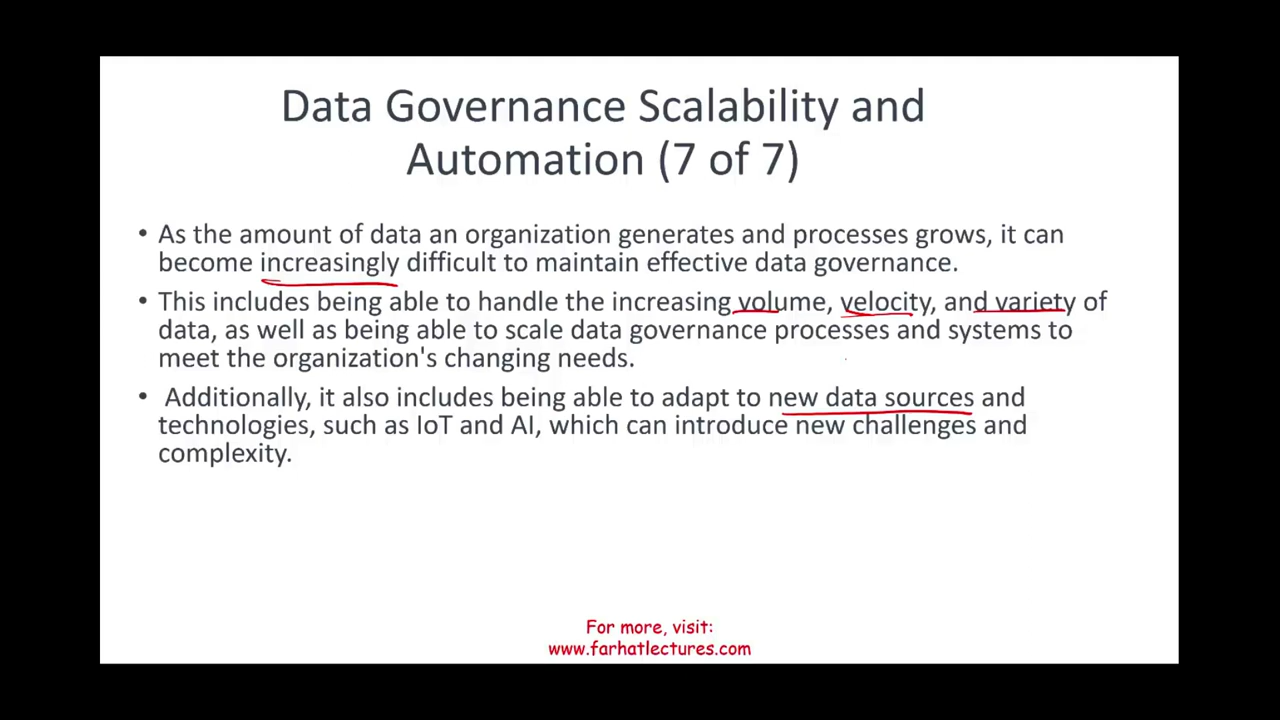 Data Governance Scalability and
Automation (7 of 7)
• As the amount of data an organization generates and processes grows, it can
become increasingly difficult to maintain effective data governance.
• This includes being able to handle the increasing volume, velocity, and variety of
data, as well as being able to scale data governance processes and systems to
meet the organization's changing needs.
• Additionally, it also includes being able to adapt to new data sources and
technologies, such as IoT and AI, which can introduce new challenges and
complexity.
For more, visit:
www.farhatlectures.com